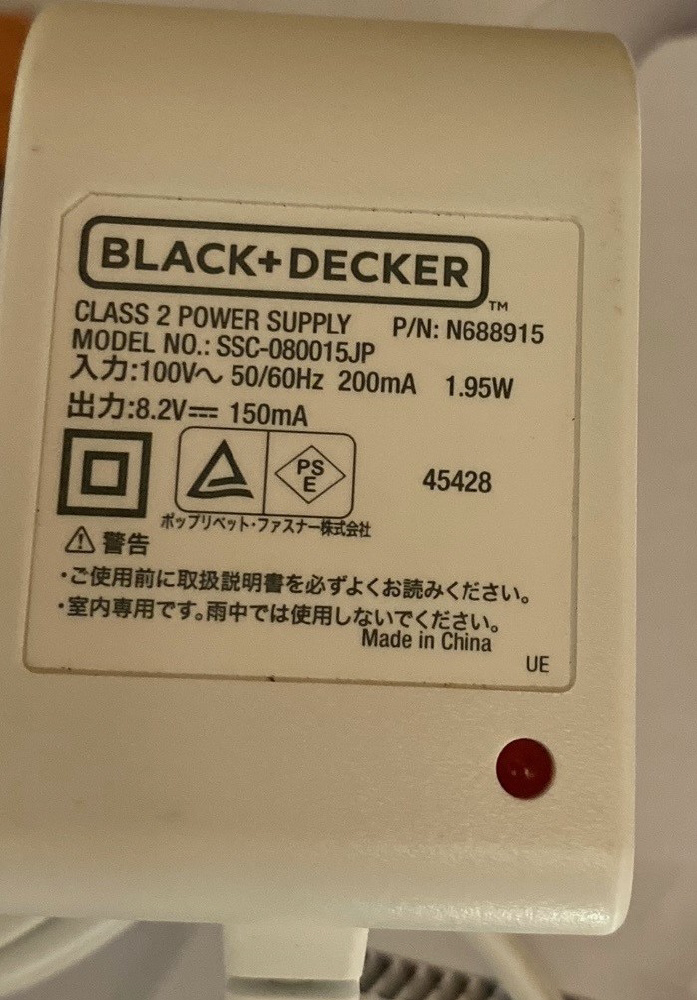 BLACK+DECKER™
CLASS 2 POWER SUPPLY P/N: N688915
MODEL NO.: SSC-080015JP
入力:100V～ 50/60Hz 200mA 1.95W
出力:8.2V⎓ 150mA
PS
E
45428
ポップリベット・ファスナー株式会社
⚠ 警告
・ご使用前に取扱説明書を必ずよくお読みください。
・室内専用です。雨中では使用しないでください。
Made in China
UE